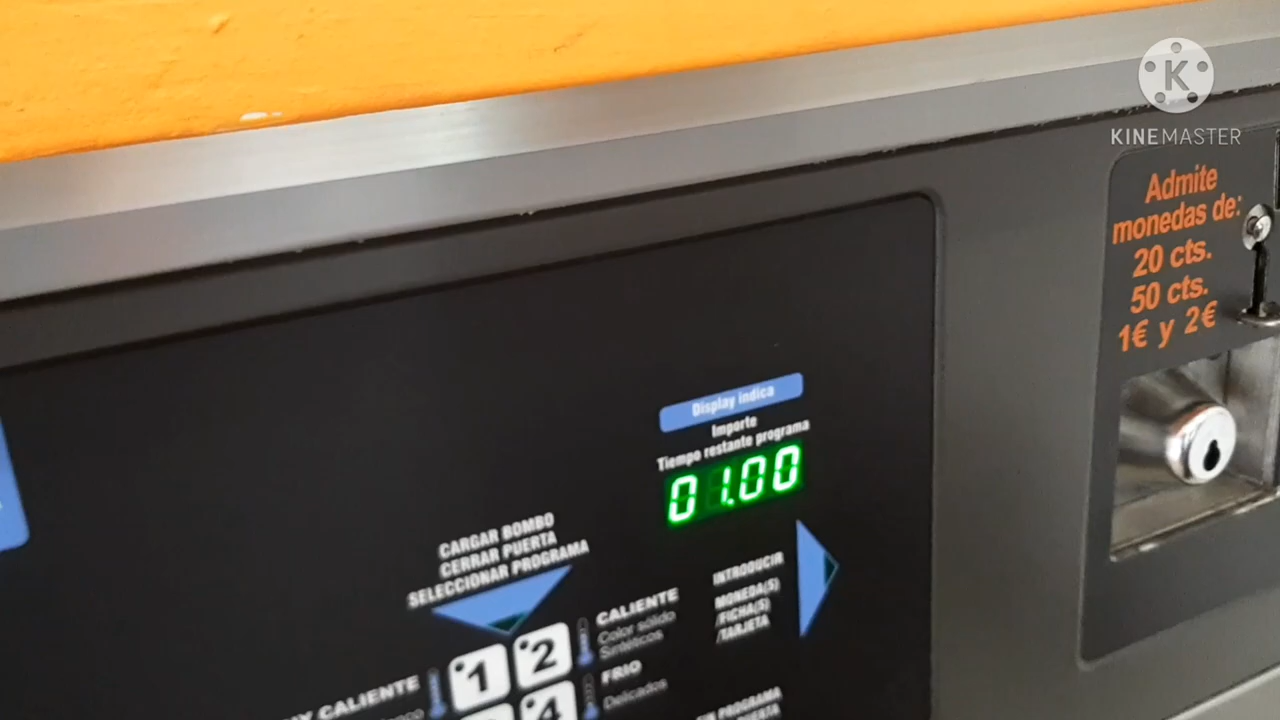 KINEMASTER
Admite
monedas de:
20 cts.
50 cts.
1€ y 2€
Display indica
Importe
Tiempo restante programa
01.00
CARGAR BOMBO
CERRAR PUERTA
SELECCIONAR PROGRAMA
INTRODUCIR
MONEDA(S)
/FICHA(S)
/TARJETA
CALIENTE
Color sólido
Sintéticos
1 2
FRIO
Delicados
CALIENTE
4
PROGRAMA